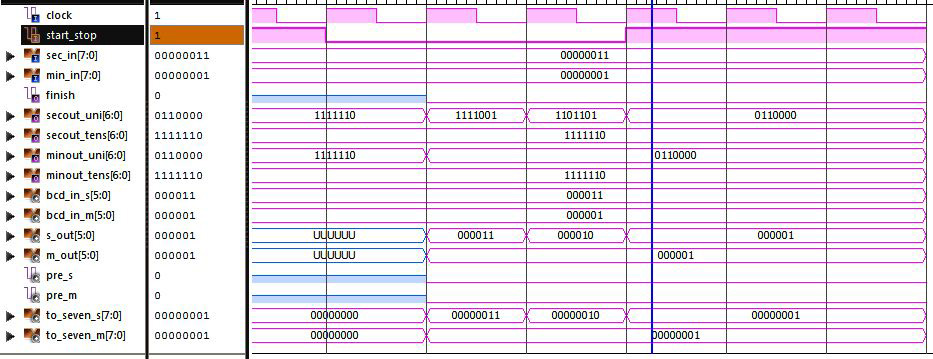 clock 1
start_stop 1
sec_in[7:0] 00000011 00000011
min_in[7:0] 00000001 00000001
finish 0
secout_uni[6:0] 0110000 1111110 1111001 1101101 0110000
secout_tens[6:0] 1111110 1111110
minout_uni[6:0] 0110000 1111110 0110000
minout_tens[6:0] 1111110 1111110
bcd_in_s[5:0] 000011 000011
bcd_in_m[5:0] 000001 000001
s_out[5:0] 000001 UUUUUU 000011 000010 000001
m_out[5:0] 000001 UUUUUU 000001
pre_s 0
pre_m 0
to_seven_s[7:0] 00000001 00000000 00000011 00000010 00000001
to_seven_m[7:0] 00000001 00000000 00000001